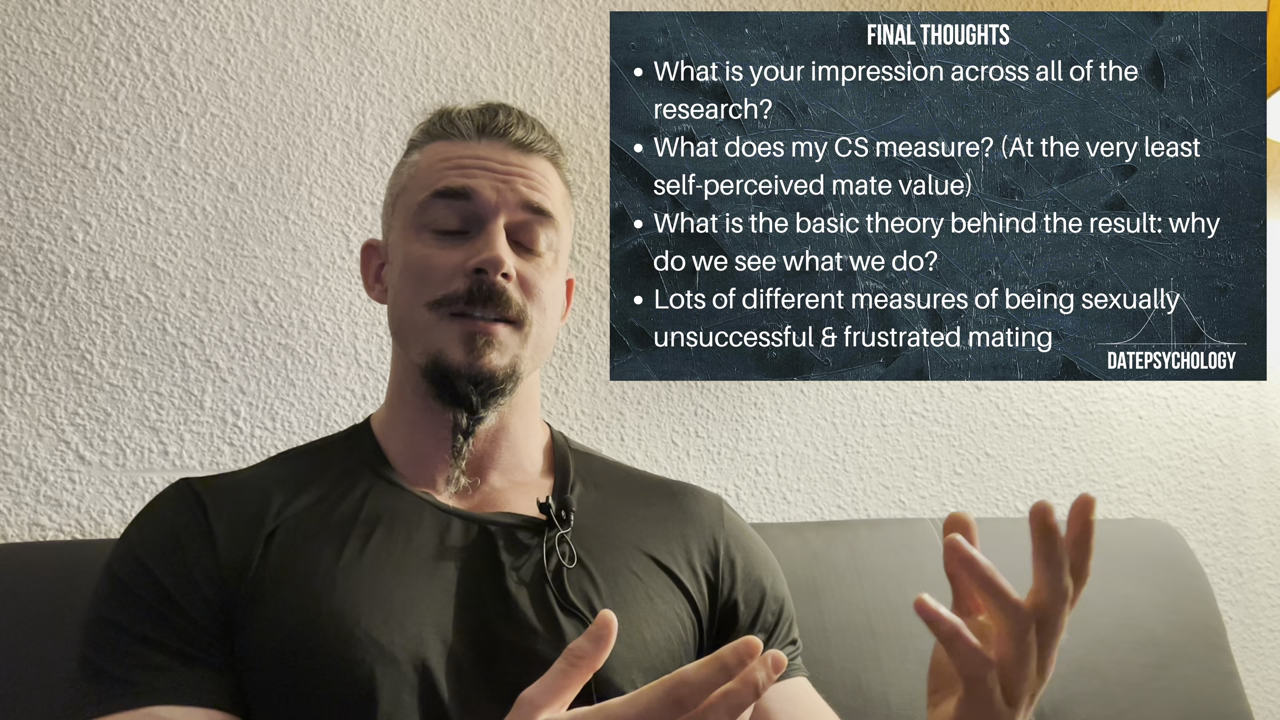 FINAL THOUGHTS
• What is your impression across all of the
research?
• What does my CS measure? (At the very least
self-perceived mate value)
• What is the basic theory behind the result: why
do we see what we do?
• Lots of different measures of being sexually
unsuccessful & frustrated mating
DATEPSYCHOLOGY